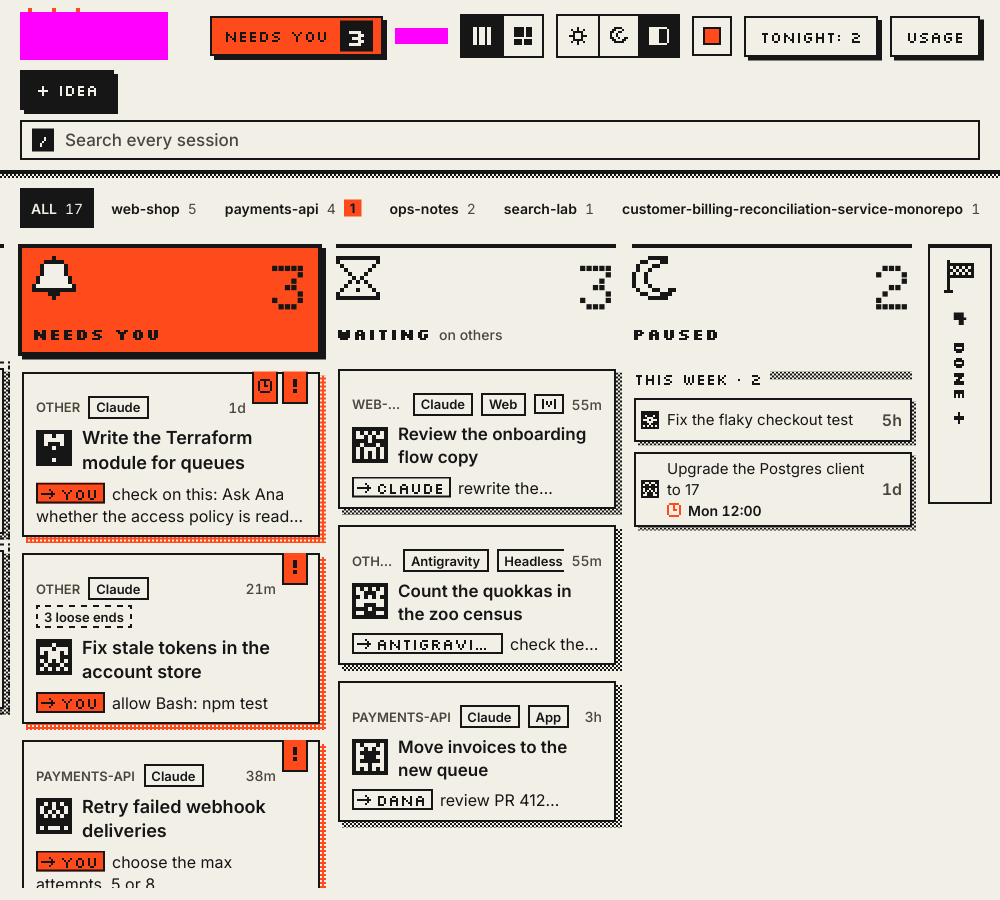 NEEDS YOU 3
TONIGHT: 2
USAGE
+ IDEA
/ Search every session
ALL 17
web-shop 5
payments-api 4 1
ops-notes 2
search-lab 1
customer-billing-reconciliation-service-monorepo 1
3
NEEDS YOU
OTHER Claude 1d !
Write the Terraform
module for queues
→ YOU check on this: Ask Ana
whether the access policy is read…
OTHER Claude 21m !
3 loose ends
Fix stale tokens in the
account store
→ YOU allow Bash: npm test
PAYMENTS-API Claude 38m !
Retry failed webhook
deliveries
→ YOU choose the max
attempts, 5 or 8
3
WAITING on others
WEB-… Claude Web 55m
Review the onboarding
flow copy
→ CLAUDE rewrite the…
OTH… Antigravity Headless 55m
Count the quokkas in
the zoo census
→ ANTIGRAVI… check the…
PAYMENTS-API Claude App 3h
Move invoices to the
new queue
→ DANA review PR 412…
2
PAUSED
THIS WEEK · 2
Fix the flaky checkout test 5h
Upgrade the Postgres client
to 17 1d
Mon 12:00
4 DONE +